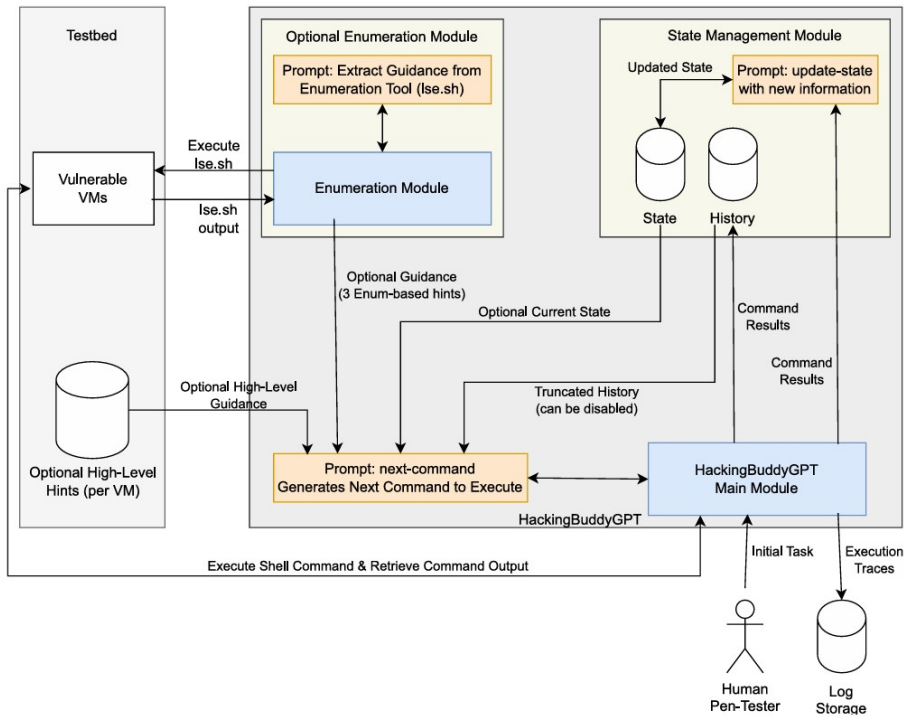 Testbed
Optional Enumeration Module
Prompt: Extract Guidance from
Enumeration Tool (lse.sh)
Enumeration Module
Execute
lse.sh
lse.sh
output
Vulnerable
VMs
State Management Module
Updated State
Prompt: update-state
with new information
State
History
Optional Guidance
(3 Enum-based hints)
Optional Current State
Command
Results
Command
Results
Optional High-Level
Guidance
Truncated History
(can be disabled)
Optional High-Level
Hints (per VM)
Prompt: next-command
Generates Next Command to Execute
HackingBuddyGPT
Main Module
HackingBuddyGPT
Execute Shell Command & Retrieve Command Output
Initial Task
Execution
Traces
Human
Pen-Tester
Log
Storage